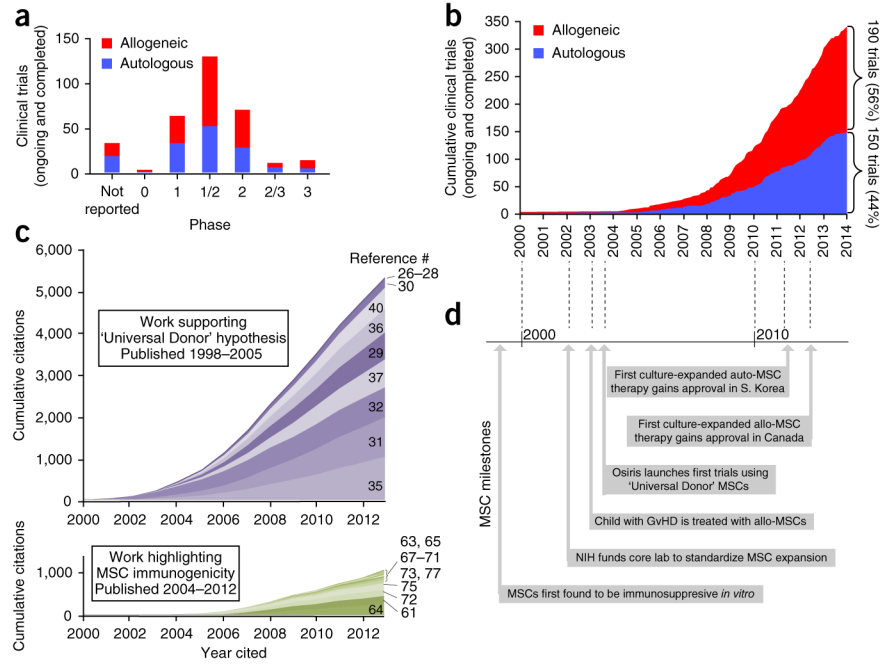 a
150
100
50
0
Clinical trials
(ongoing and completed)
Allogeneic
Autologous
Not
reported
0
1
1/2
2
2/3
3
Phase
b
350
300
250
200
150
100
50
0
Cumulative clinical trials
(ongoing and completed)
Allogeneic
Autologous
190 trials (56%)
150 trials (44%)
2000
2001
2002
2003
2004
2005
2006
2007
2008
2009
2010
2011
2012
2013
2014
c
6,000
5,000
4,000
3,000
2,000
1,000
0
Cumulative citations
Work supporting
‘Universal Donor’ hypothesis
Published 1998–2005
Reference #
26–28
30
40
36
29
37
32
31
35
2000
2002
2004
2006
2008
2010
2012
1,000
0
Cumulative citations
Work highlighting
MSC immunogenicity
Published 2004–2012
63, 65
67–71
73, 77
75
72
61
64
2000
2002
2004
2006
2008
2010
2012
Year cited
d
2000
2010
MSC milestones
First culture-expanded auto-MSC
therapy gains approval in S. Korea
First culture-expanded allo-MSC
therapy gains approval in Canada
Osiris launches first trials using
‘Universal Donor’ MSCs
Child with GvHD is treated with allo-MSCs
NIH funds core lab to standardize MSC expansion
MSCs first found to be immunosuppresive in vitro